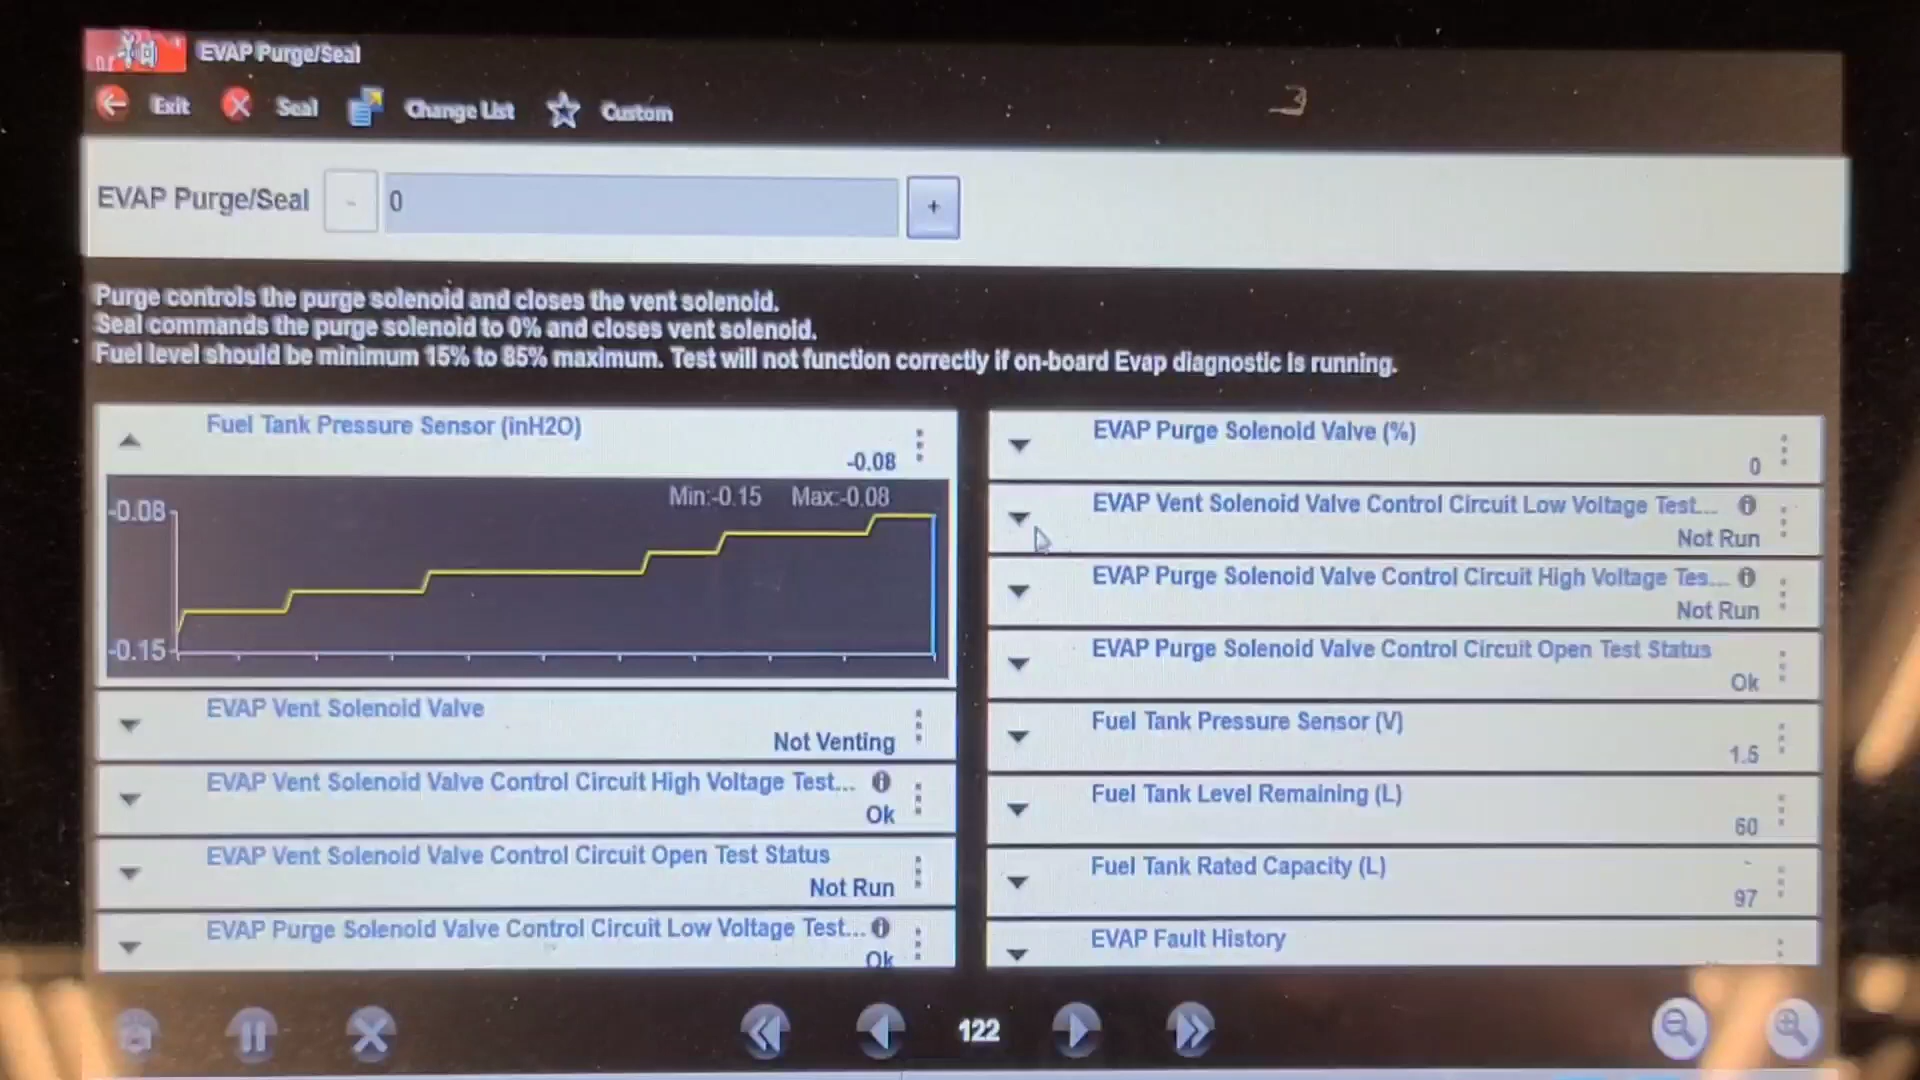 EVAP Purge/Seal
Exit Seal Change List Custom
EVAP Purge/Seal - 0 +
Purge controls the purge solenoid and closes the vent solenoid.
Seal commands the purge solenoid to 0% and closes vent solenoid.
Fuel level should be minimum 15% to 85% maximum. Test will not function correctly if on-board Evap diagnostic is running.
Fuel Tank Pressure Sensor (inH2O)
-0.08
Min:-0.15 Max:-0.08
-0.08
-0.15
EVAP Vent Solenoid Valve
Not Venting
EVAP Vent Solenoid Valve Control Circuit High Voltage Test...
Ok
EVAP Vent Solenoid Valve Control Circuit Open Test Status
Not Run
EVAP Purge Solenoid Valve Control Circuit Low Voltage Test...
Ok
EVAP Purge Solenoid Valve (%)
0
EVAP Vent Solenoid Valve Control Circuit Low Voltage Test...
Not Run
EVAP Purge Solenoid Valve Control Circuit High Voltage Tes...
Not Run
EVAP Purge Solenoid Valve Control Circuit Open Test Status
Ok
Fuel Tank Pressure Sensor (V)
1.5
Fuel Tank Level Remaining (L)
60
Fuel Tank Rated Capacity (L)
97
EVAP Fault History
122